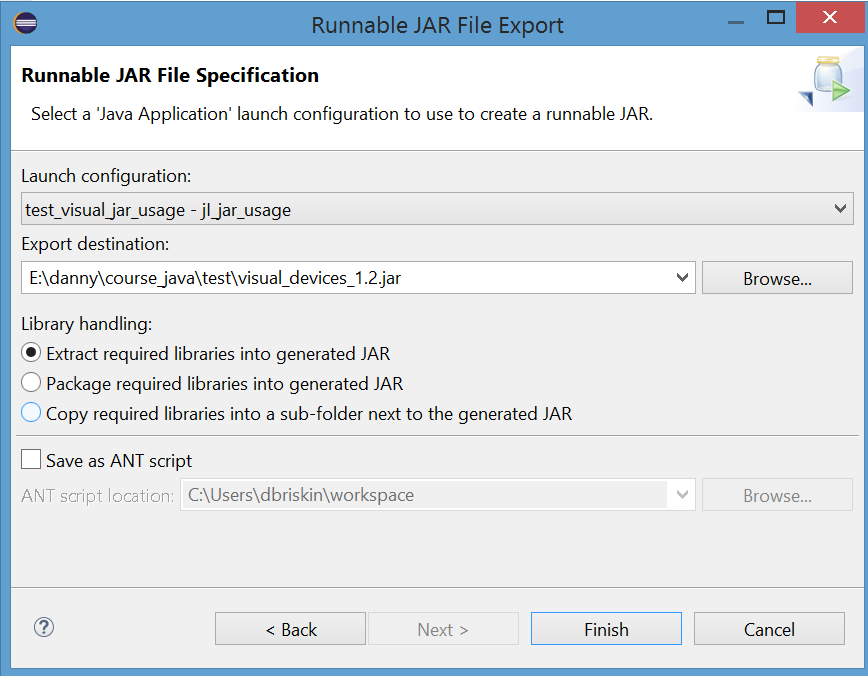 Runnable JAR File Export
Runnable JAR File Specification
Select a 'Java Application' launch configuration to use to create a runnable JAR.
Launch configuration:
test_visual_jar_usage - jl_jar_usage
Export destination:
E:\danny\course_java\test\visual_devices_1.2.jar
Browse...
Library handling:
Extract required libraries into generated JAR
Package required libraries into generated JAR
Copy required libraries into a sub-folder next to the generated JAR
Save as ANT script
ANT script location: C:\Users\dbriskin\workspace Browse...
? < Back Next > Finish Cancel